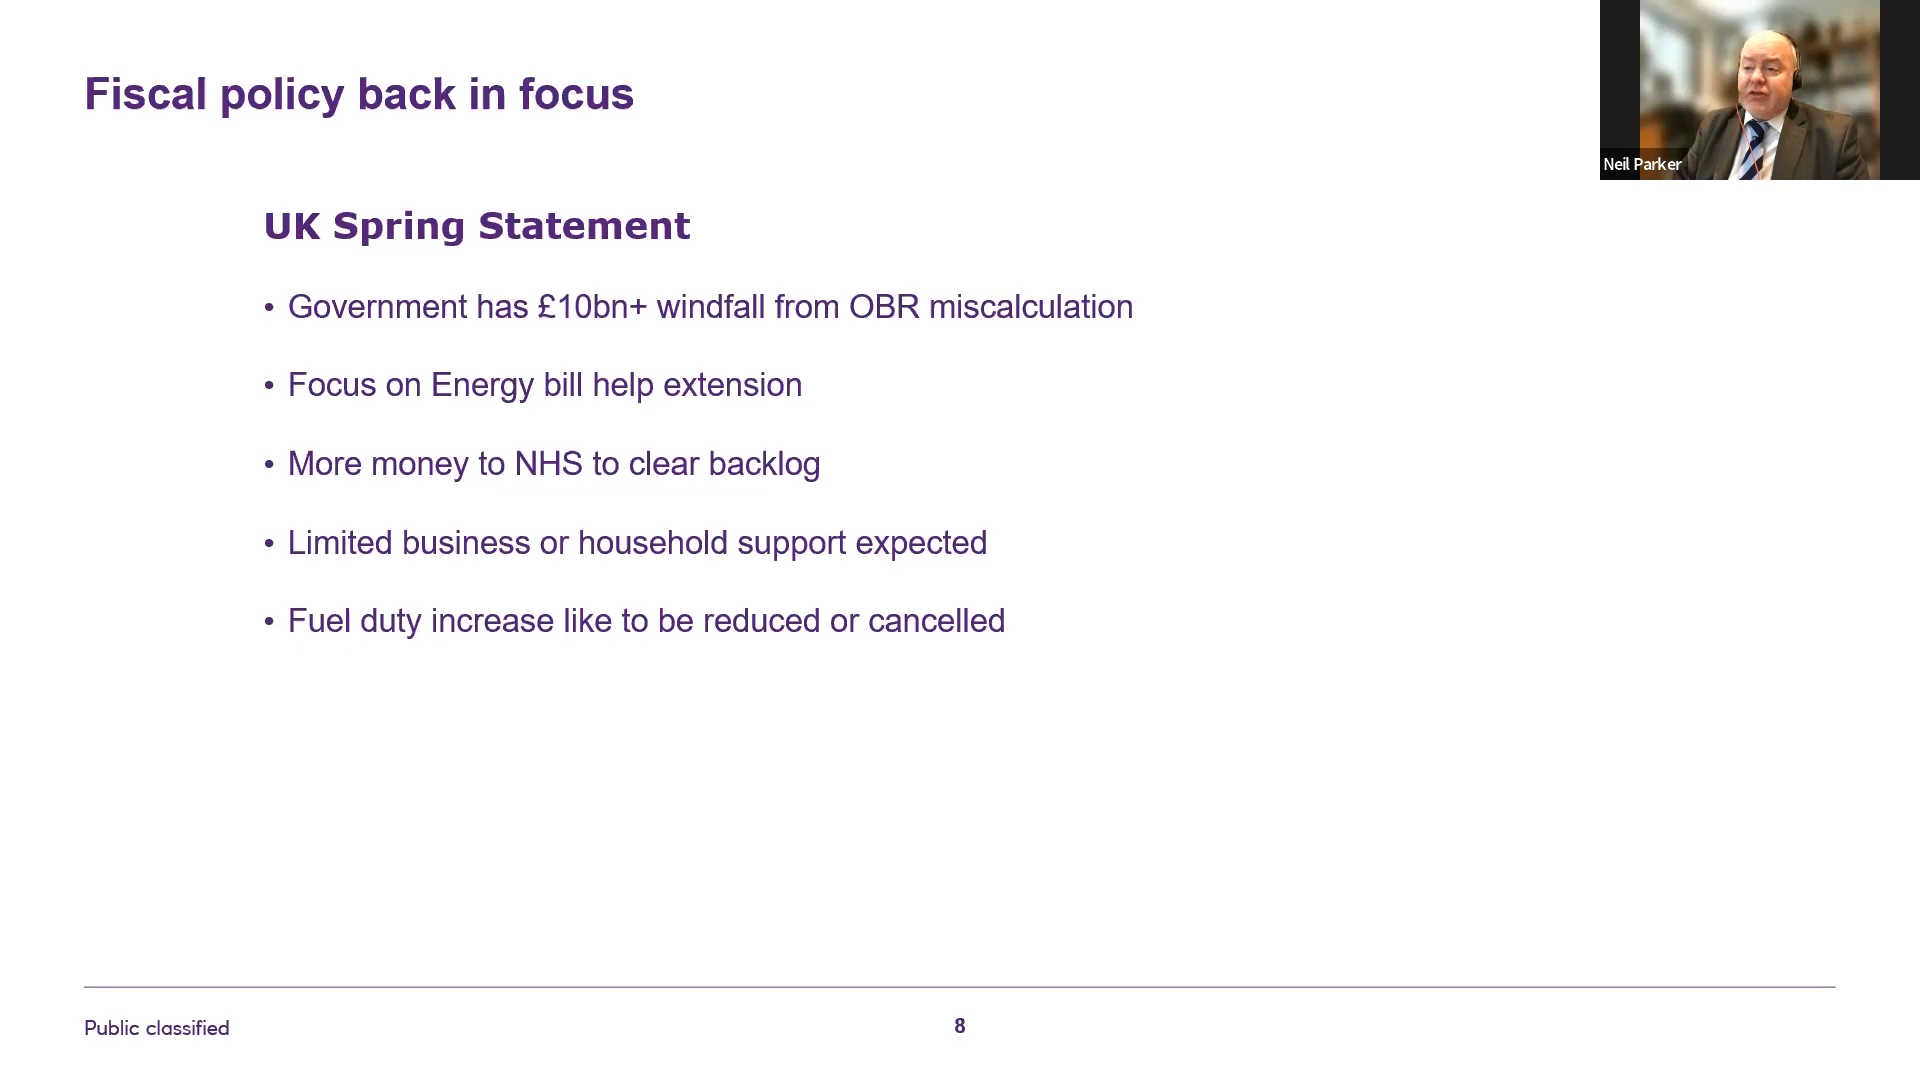 Fiscal policy back in focus
Neil Parker
UK Spring Statement
• Government has £10bn+ windfall from OBR miscalculation
• Focus on Energy bill help extension
• More money to NHS to clear backlog
• Limited business or household support expected
• Fuel duty increase like to be reduced or cancelled
Public classified
8